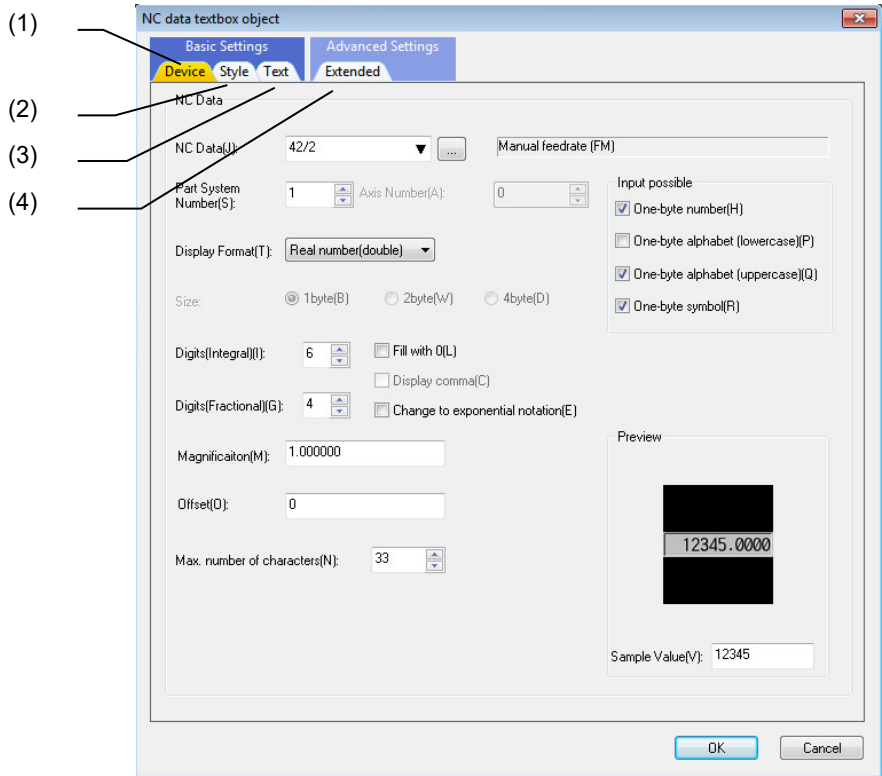 NC data textbox object
(1)
Basic Settings Advanced Settings
Device Style Text Extended
(2)
NC Data
(3)
NC Data(J): 42/2 ... Manual feedrate (FM)
(4)
Part System Number(S): 1 Axis Number(A): 0
Input possible
One-byte number(H)
One-byte alphabet (lowercase)(P)
One-byte alphabet (uppercase)(Q)
One-byte symbol(R)
Display Format(T): Real number(double)
Size: 1byte(B) 2byte(W) 4byte(D)
Digits(Integral)(I): 6 Fill with 0(L)
Display comma(C)
Digits(Fractional)(G): 4 Change to exponential notation(E)
Magnificaiton(M): 1.000000
Offset(O): 0
Max. number of characters(N): 33
Preview
12345.0000
Sample Value(V): 12345
OK Cancel